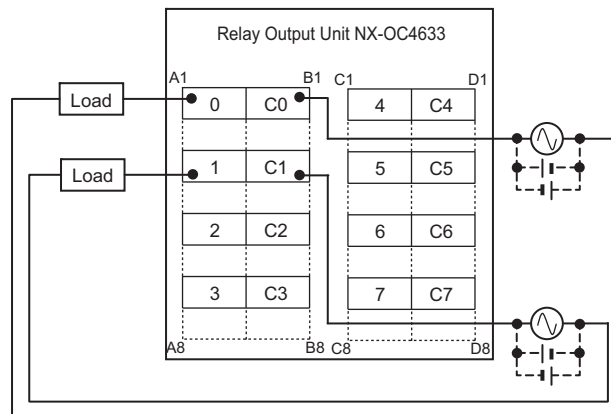 Relay Output Unit NX-OC4633
A1 B1 C1 D1
Load 0 C0 4 C4
Load 1 C1 5 C5
2 C2 6 C6
3 C3 7 C7
A8 B8 C8 D8